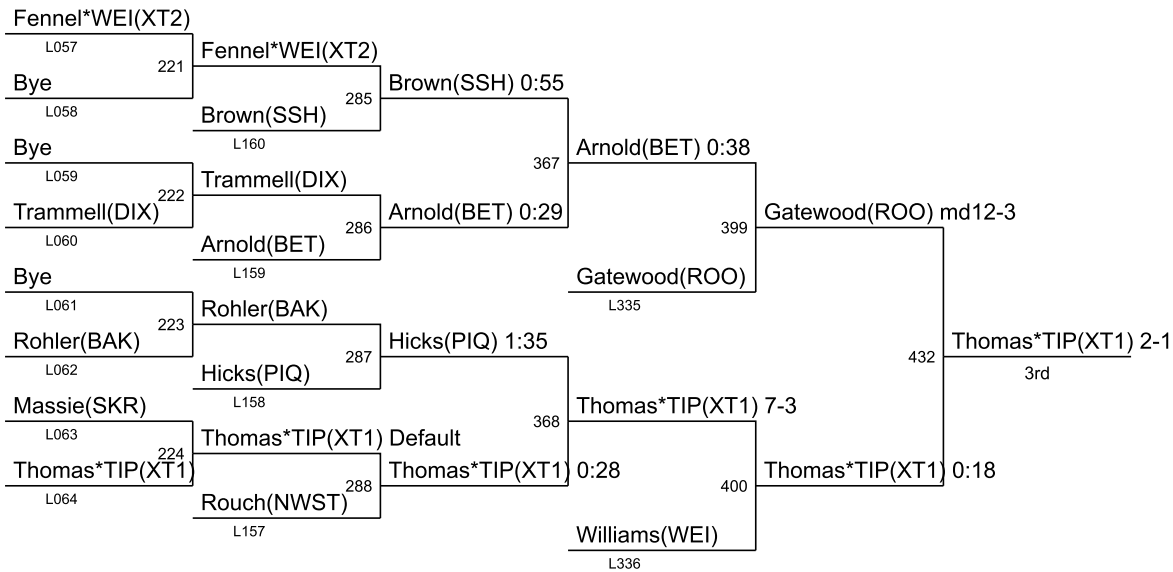 Fennel*WEI(XT2)
L057
221
Bye
L058
Bye
L059
222
Trammell(DIX)
L060
Bye
L061
223
Rohler(BAK)
L062
Massie(SKR)
L063
224
Thomas*TIP(XT1)
L064
Fennel*WEI(XT2)
285
Brown(SSH)
L160
Trammell(DIX)
286
Arnold(BET)
L159
Rohler(BAK)
287
Hicks(PIQ)
L158
Thomas*TIP(XT1) Default
288
Rouch(NWST)
L157
Brown(SSH) 0:55
367
Arnold(BET) 0:29
Hicks(PIQ) 1:35
368
Thomas*TIP(XT1) 0:28
Arnold(BET) 0:38
399
Gatewood(ROO)
L335
Thomas*TIP(XT1) 7-3
400
Williams(WEI)
L336
Gatewood(ROO) md12-3
432
Thomas*TIP(XT1) 0:18
Thomas*TIP(XT1) 2-1
3rd